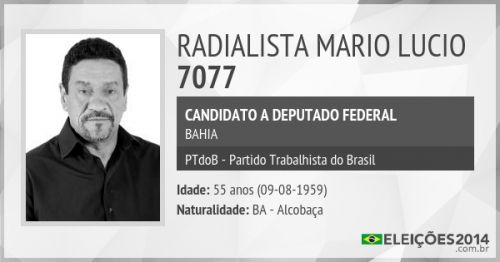 RADIALISTA MARIO LUCIO
7077
CANDIDATO A DEPUTADO FEDERAL
BAHIA
PTdoB - Partido Trabalhista do Brasil
Idade: 55 anos (09-08-1959)
Naturalidade: BA - Alcobaça
ELEIÇÕES2014
.com.br